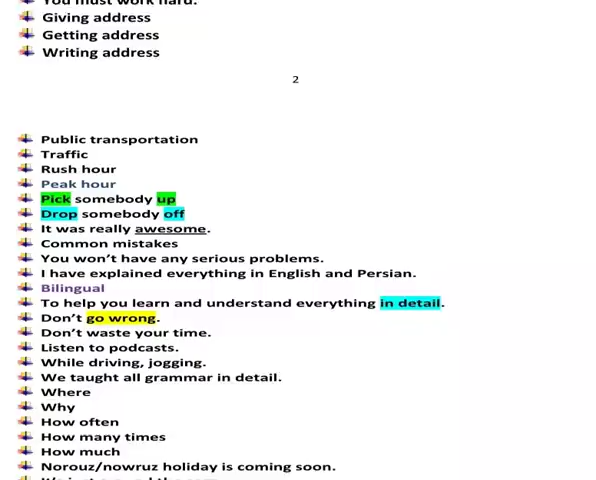 You must work hard.
Giving address
Getting address
Writing address
2
Public transportation
Traffic
Rush hour
Peak hour
Pick somebody up
Drop somebody off
It was really awesome.
Common mistakes
You won't have any serious problems.
I have explained everything in English and Persian.
Bilingual
To help you learn and understand everything in detail.
Don't go wrong.
Don't waste your time.
Listen to podcasts.
While driving, jogging.
We taught all grammar in detail.
Where
Why
How often
How many times
How much
Norouz/nowruz holiday is coming soon.